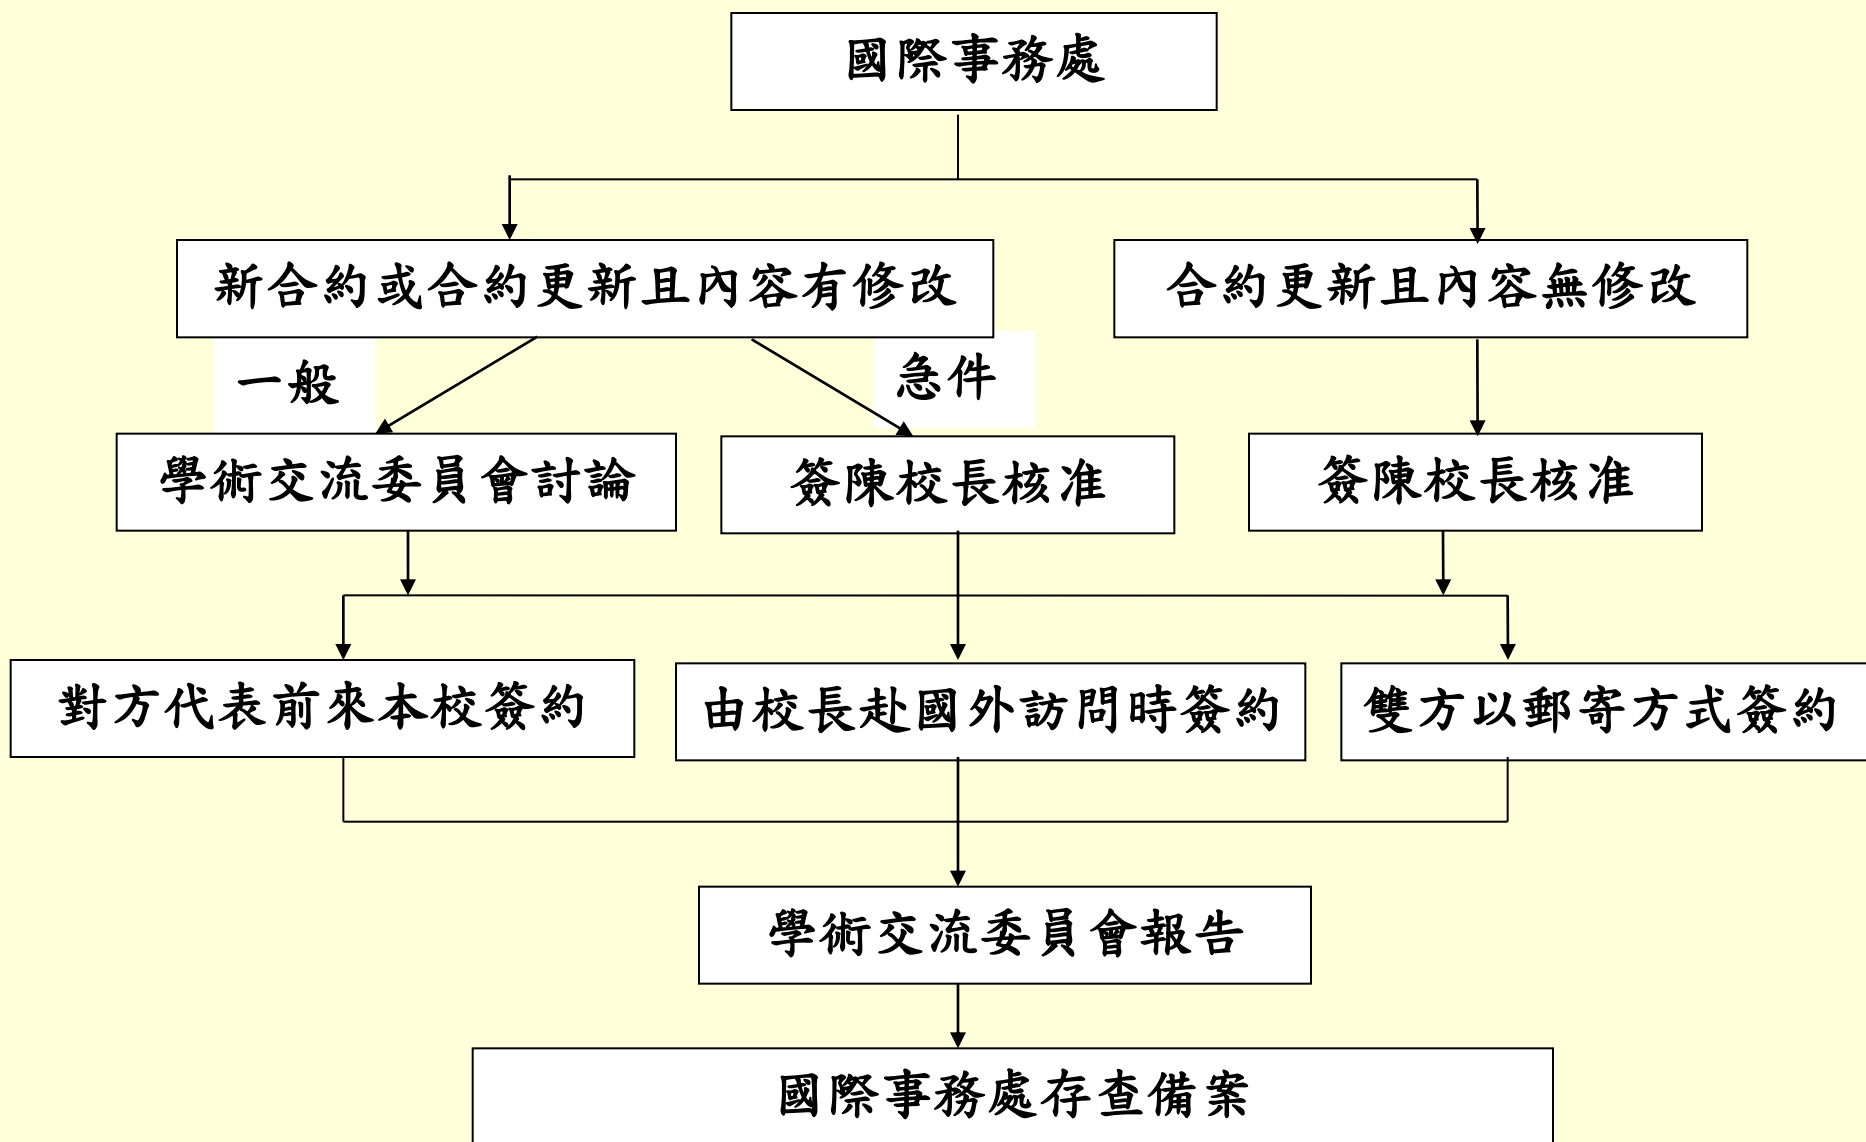 國際事務處
新合約或合約更新且內容有修改
合約更新且內容無修改
一般
急件
學術交流委員會討論
簽陳校長核准
簽陳校長核准
對方代表前來本校簽約
由校長赴國外訪問時簽約
雙方以郵寄方式簽約
學術交流委員會報告
國際事務處存查備案